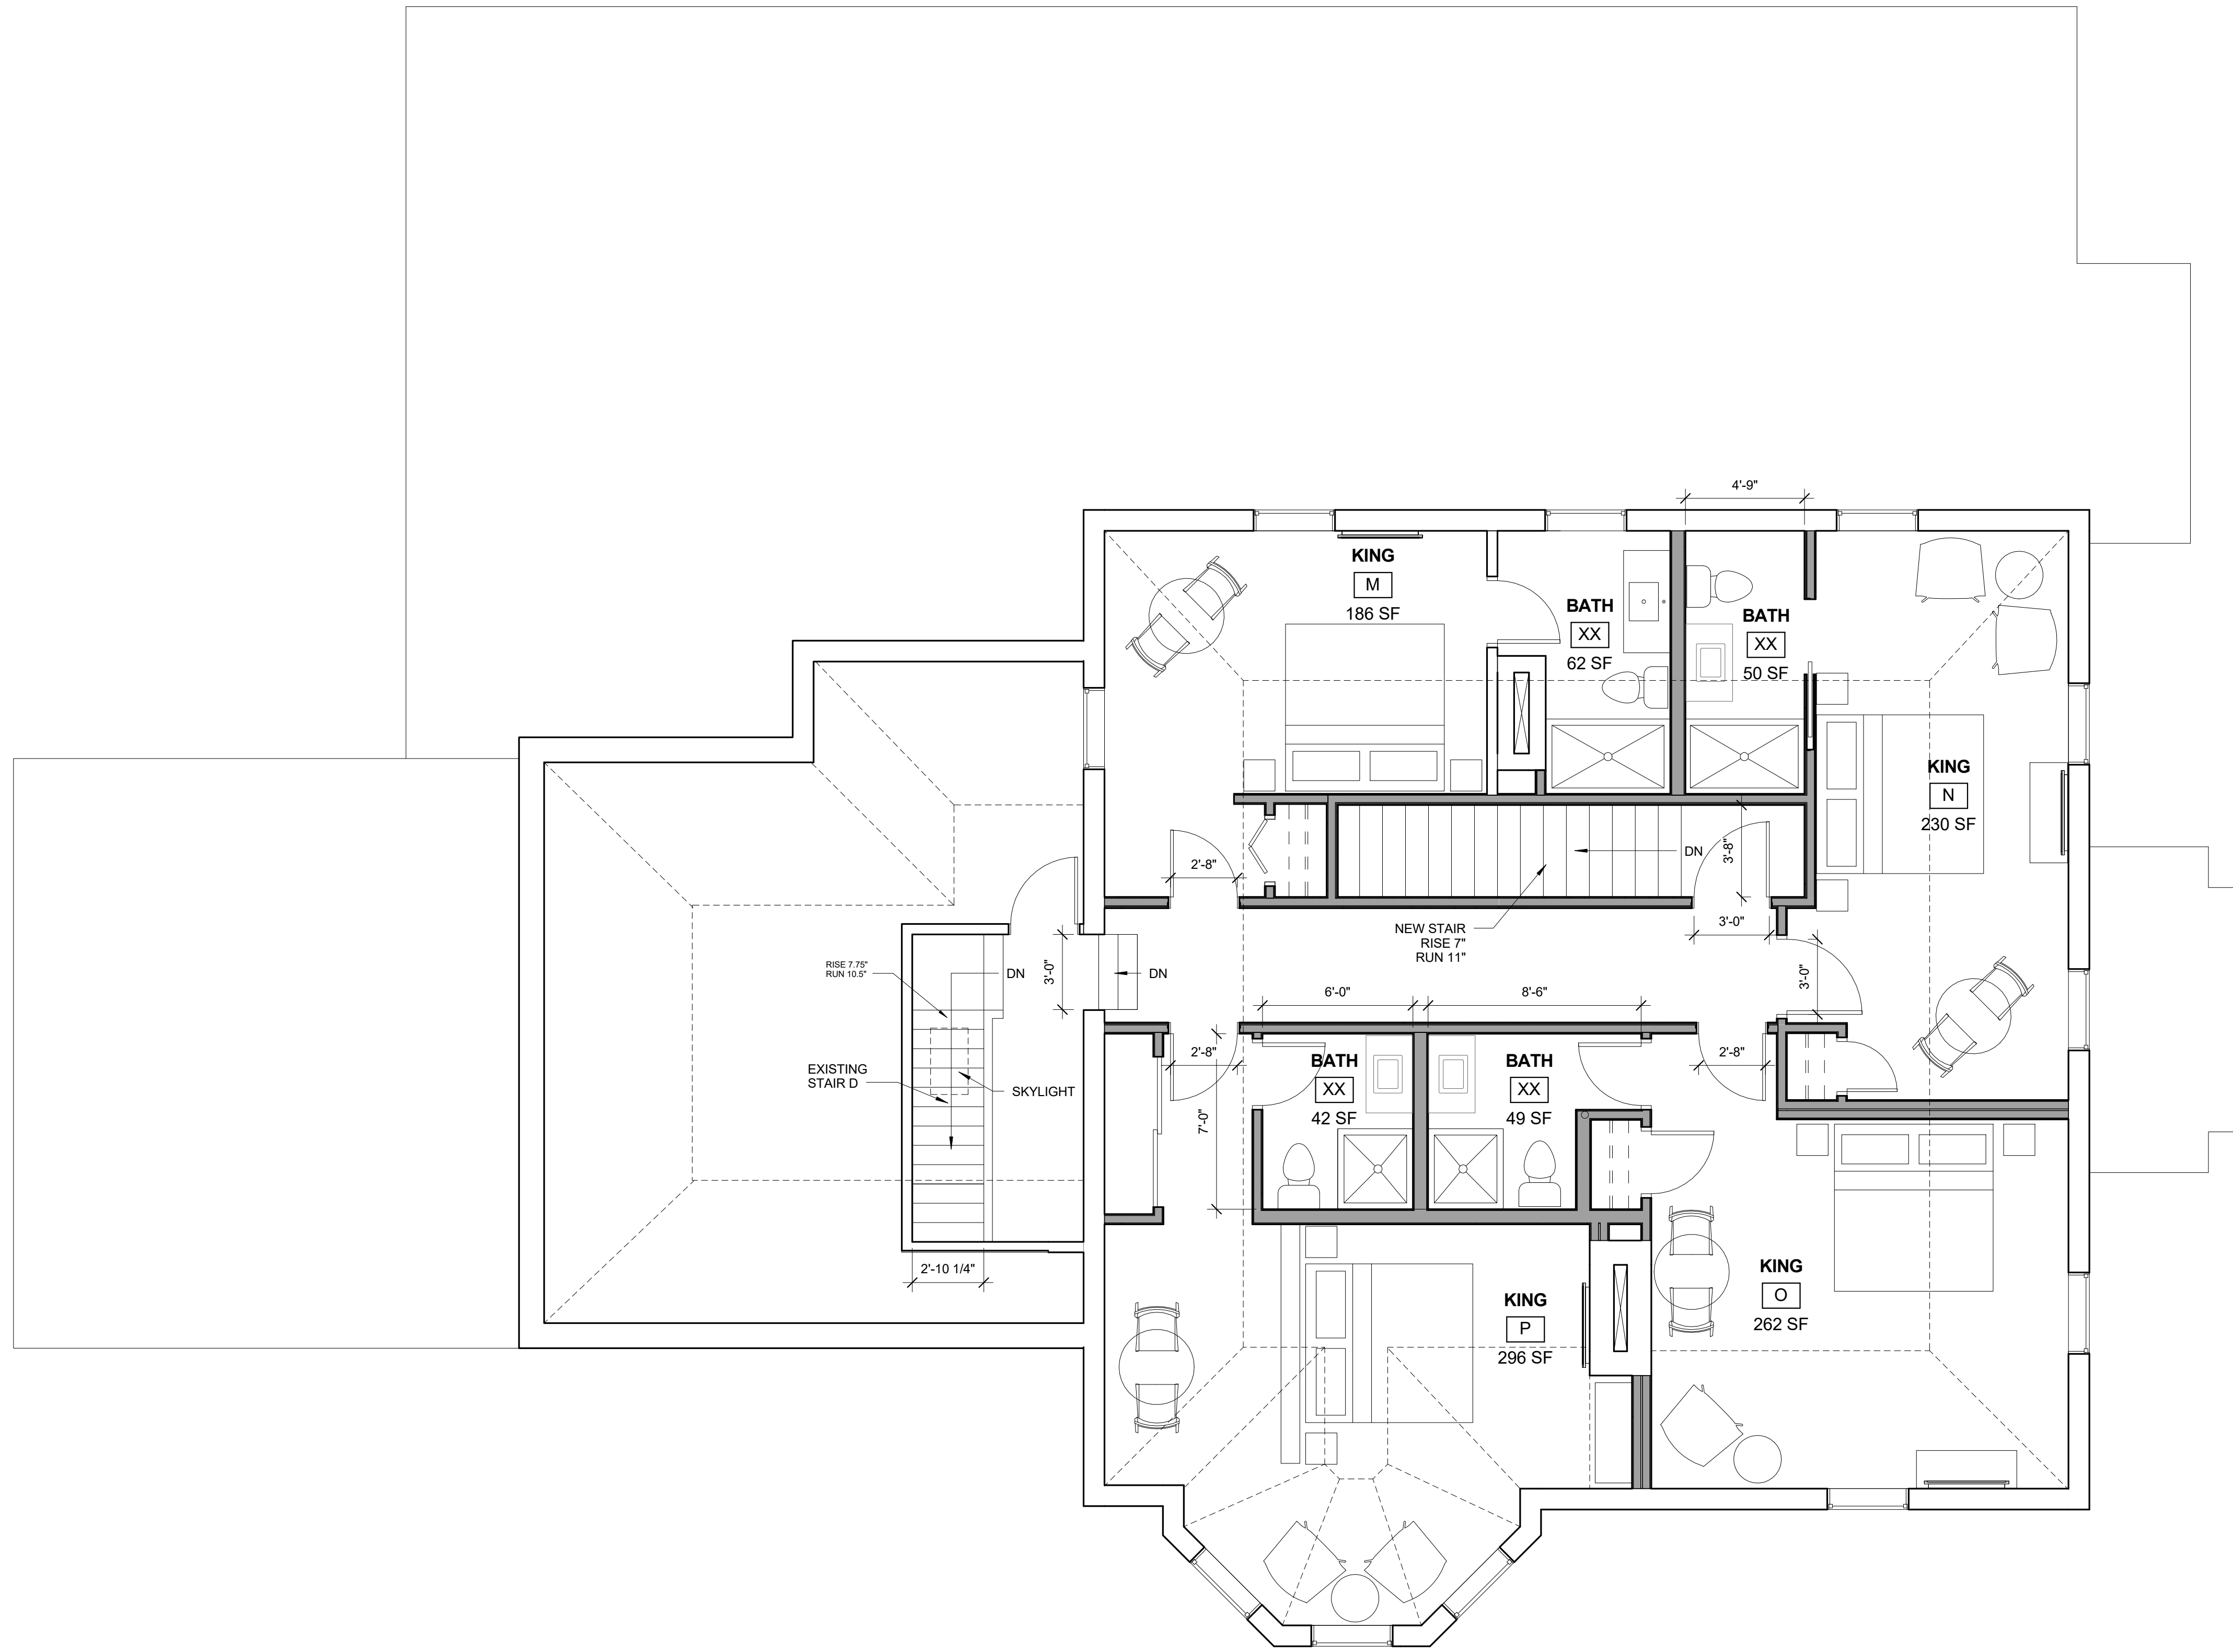 4'-9"
KING
M
186 SF
BATH
XX
62 SF
BATH
XX
50 SF
KING
N
230 SF
2'-8"
DN
3'-8"
NEW STAIR
RISE 7"
RUN 11"
3'-0"
RISE 7.75"
RUN 10.5"
DN
3'-0"
DN
3'-0"
6'-0"
8'-6"
EXISTING
STAIR D
SKYLIGHT
2'-8"
7'-0"
BATH
XX
42 SF
BATH
XX
49 SF
2'-8"
2'-10 1/4"
KING
P
296 SF
KING
O
262 SF